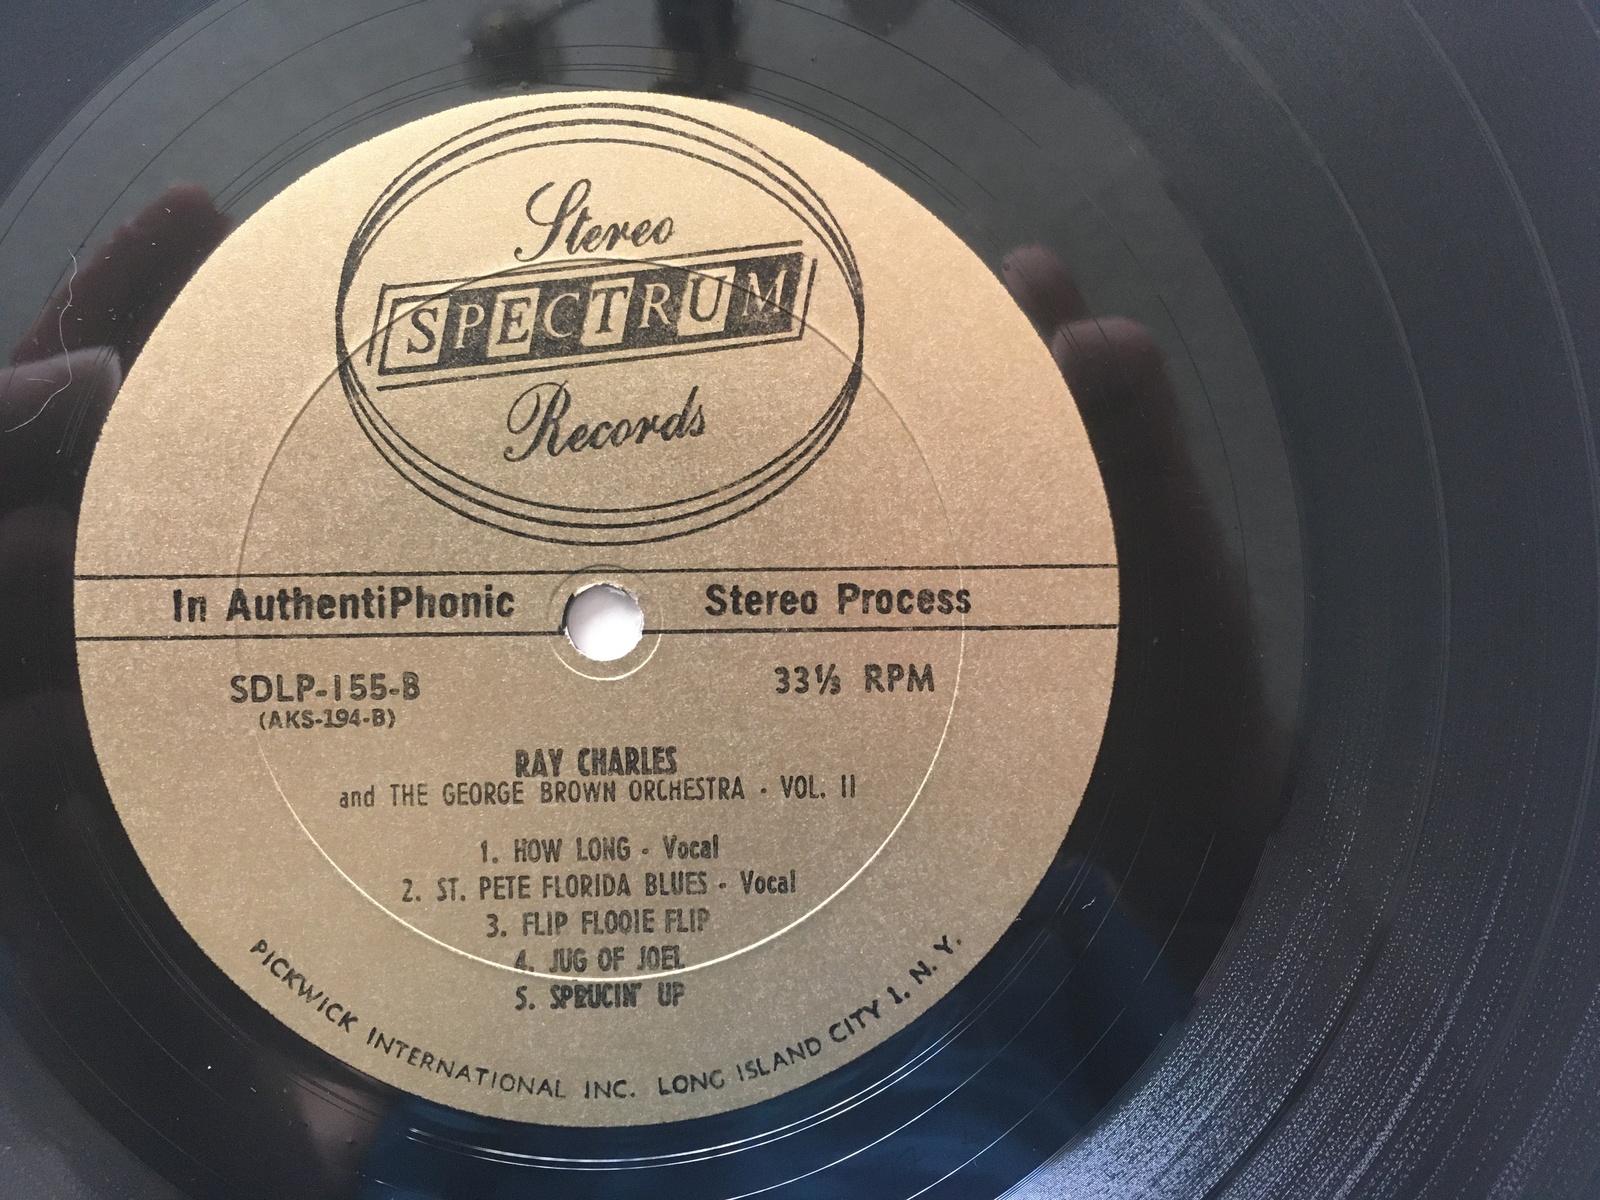 Stereo
SPECTRUM
Records
In AuthentiPhonic Stereo Process
SDLP-155-B 33⅓ RPM
(AKS-194-B)
RAY CHARLES
and THE GEORGE BROWN ORCHESTRA - VOL. II
1. HOW LONG - Vocal
2. ST. PETE FLORIDA BLUES - Vocal
3. FLIP FLOOIE FLIP
4. JUG OF JOEL
5. SPRUCIN' UP
PICKWICK INTERNATIONAL INC. LONG ISLAND CITY 1, N. Y.